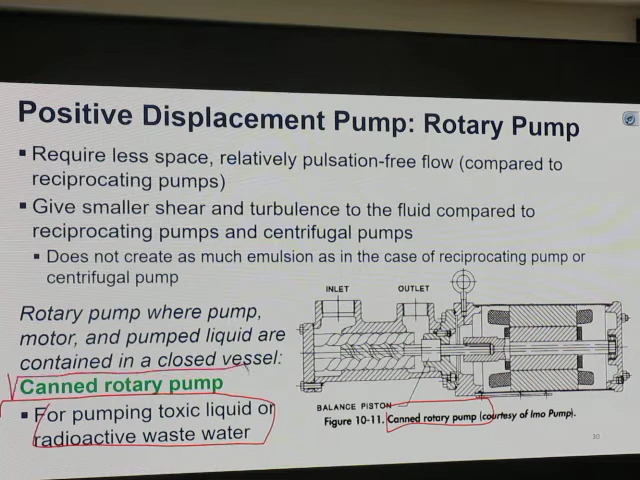 Positive Displacement Pump: Rotary Pump
▪ Require less space, relatively pulsation-free flow (compared to
reciprocating pumps)
▪ Give smaller shear and turbulence to the fluid compared to
reciprocating pumps and centrifugal pumps
▪ Does not create as much emulsion as in the case of reciprocating pump or
centrifugal pump
Rotary pump where pump,
motor, and pumped liquid are
contained in a closed vessel:
Canned rotary pump
▪ For pumping toxic liquid or
radioactive waste water
INLET OUTLET
BALANCE PISTON
Figure 10-11. Canned rotary pump (courtesy of Imo Pump).
30